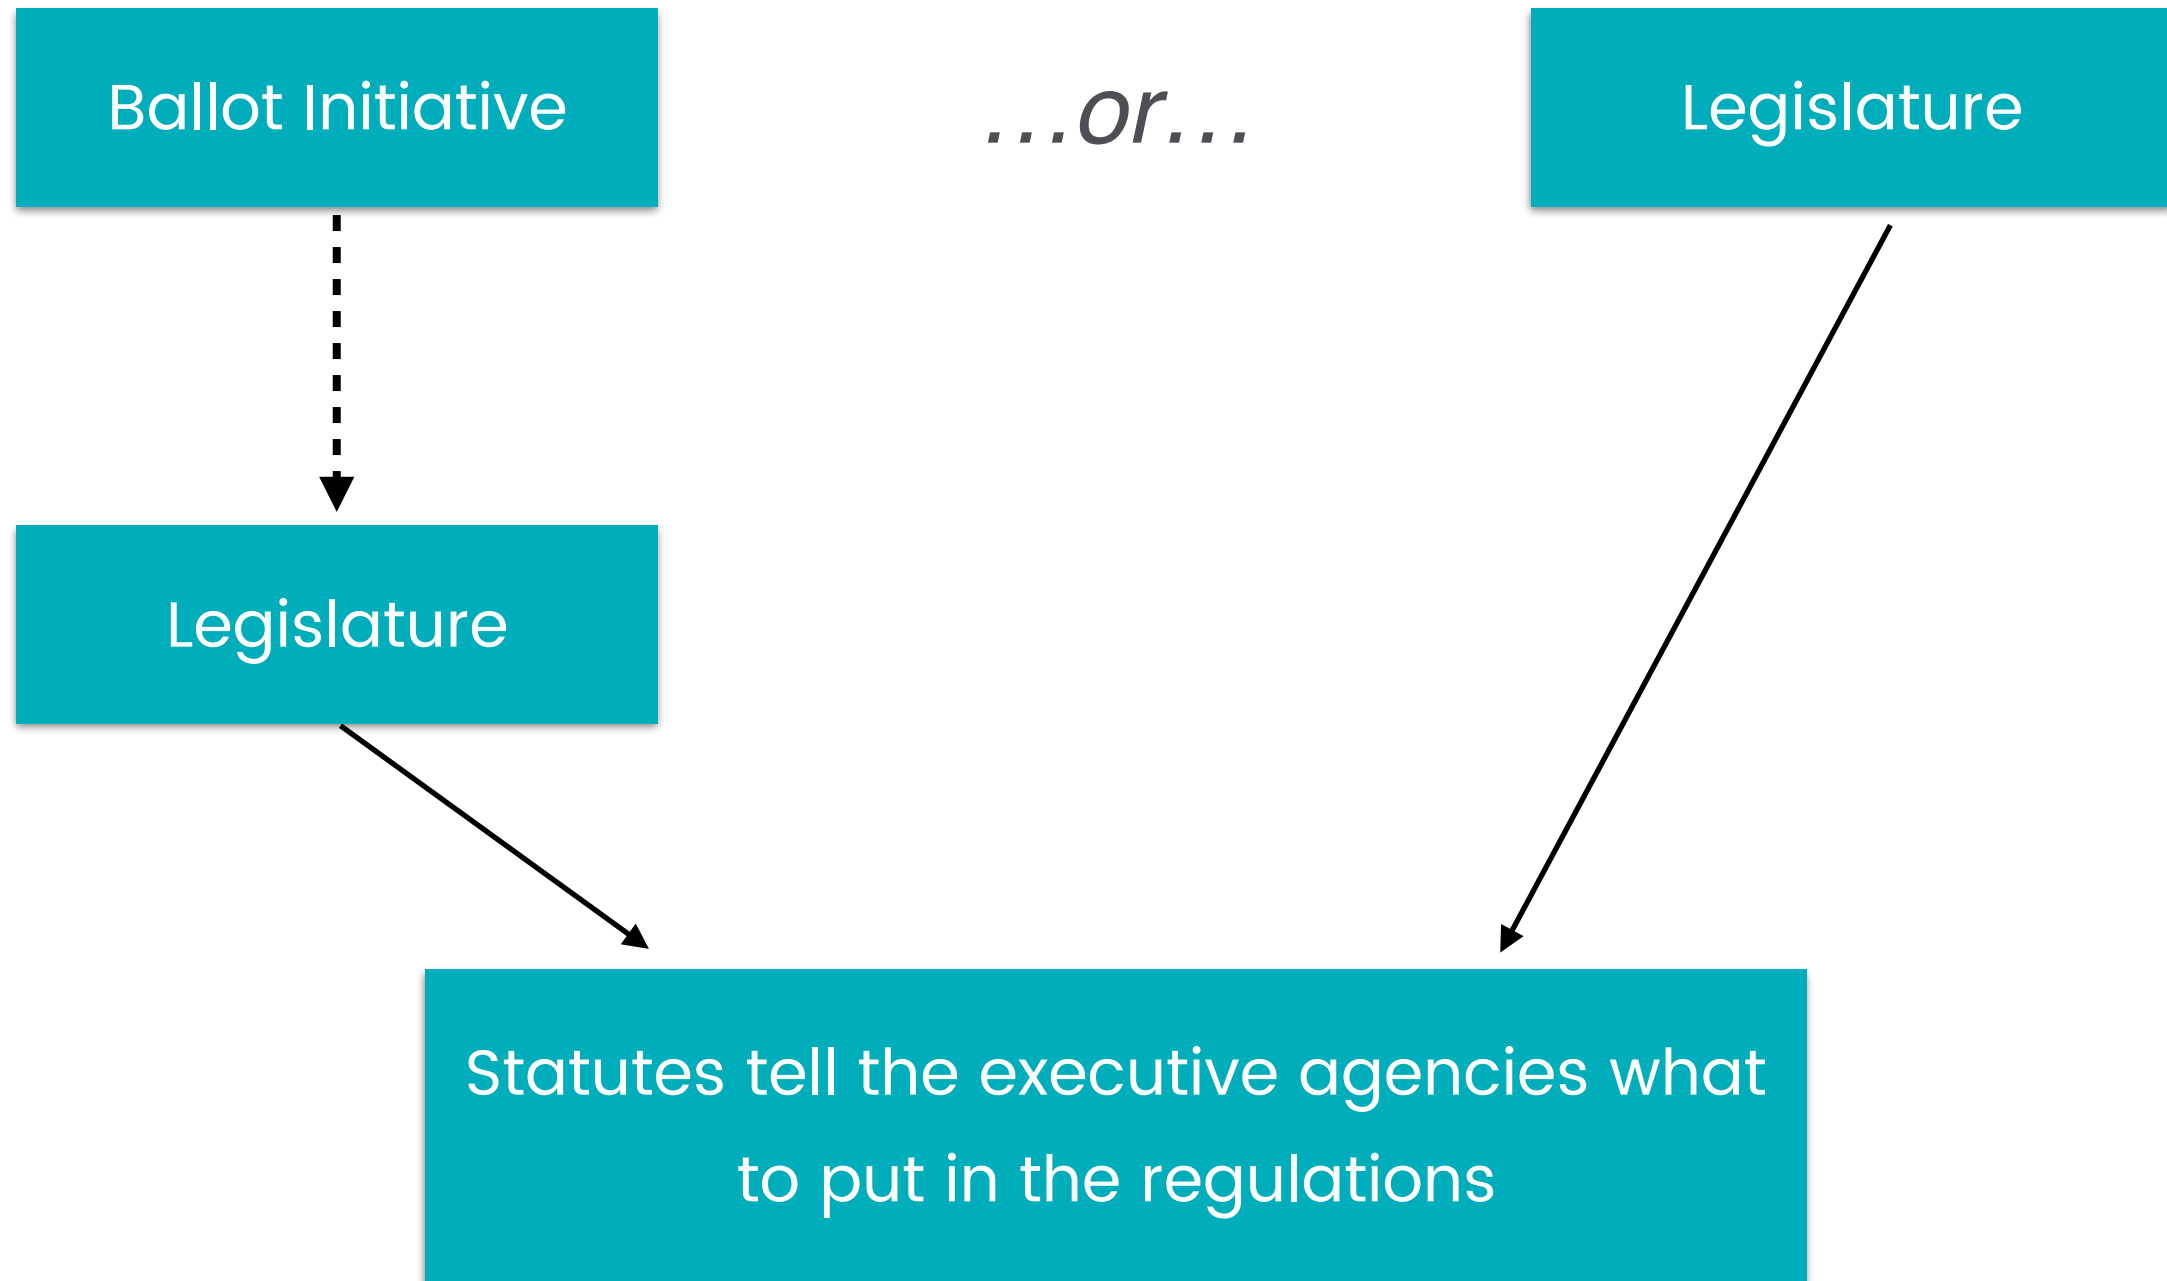 Ballot Initiative
…or…
Legislature
Legislature
Statutes tell the executive agencies what
to put in the regulations